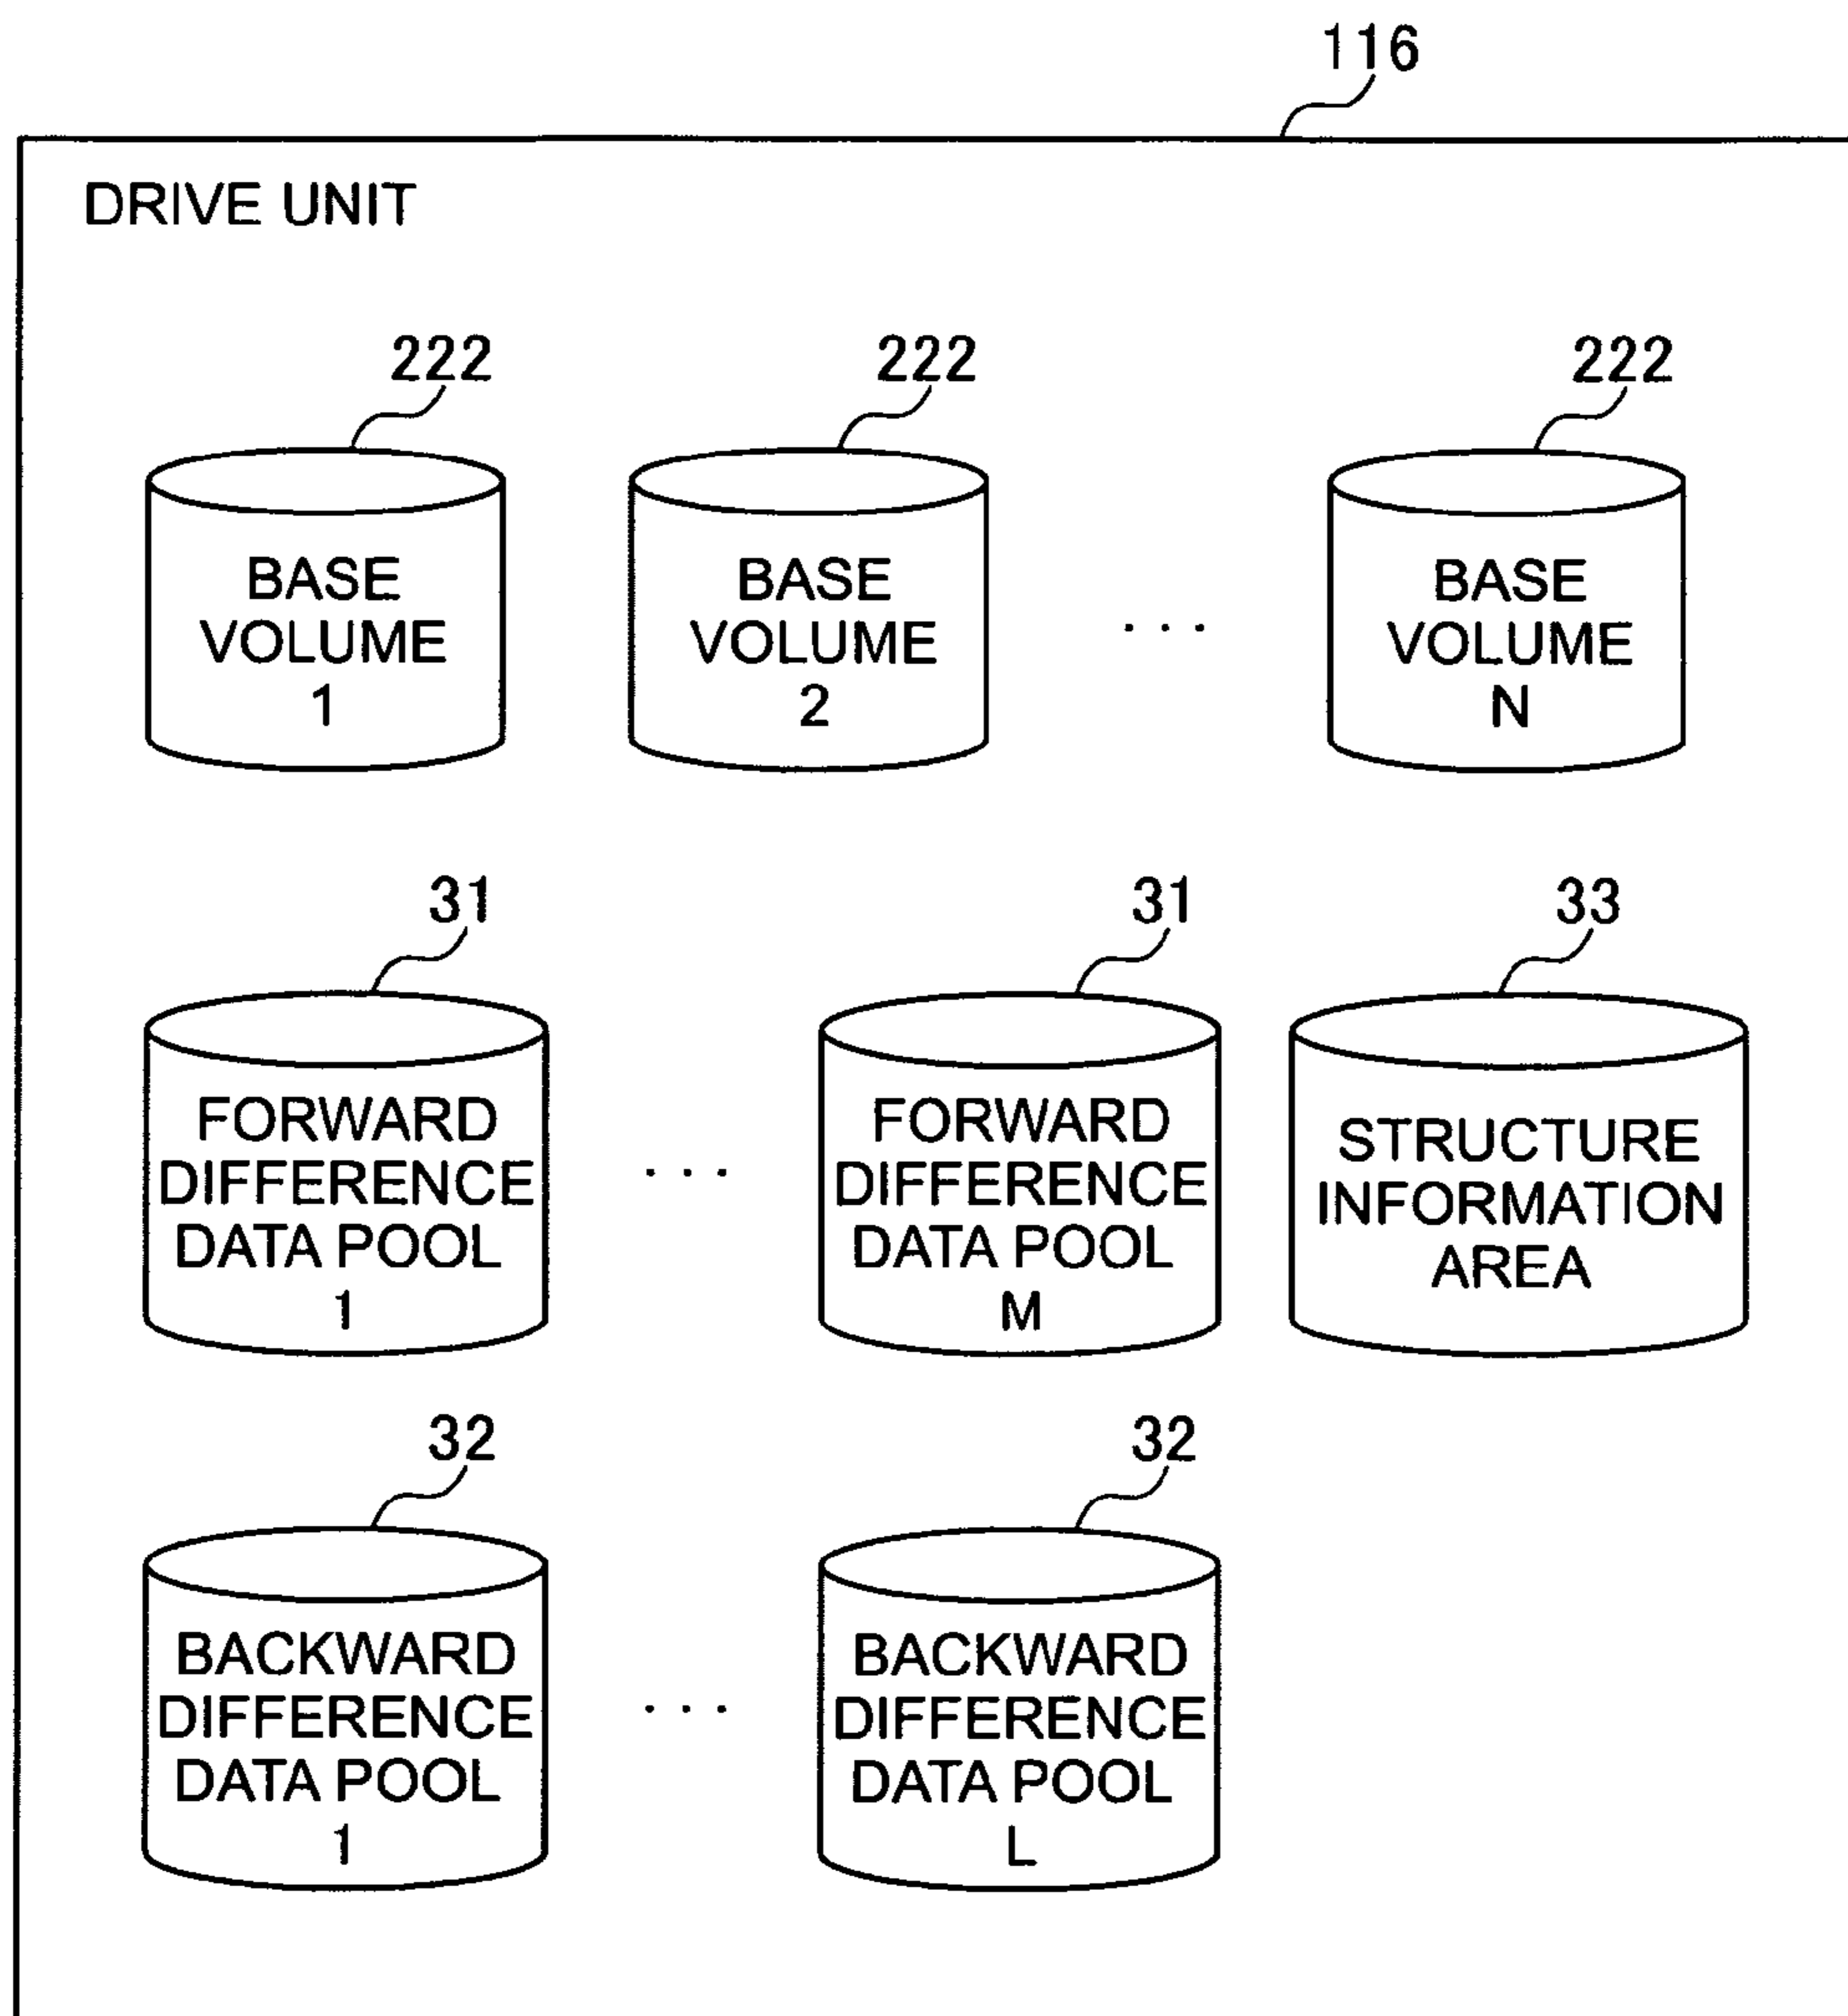 116
DRIVE UNIT
222
222
222
BASE
VOLUME
1
BASE
VOLUME
2
...
BASE
VOLUME
N
31
31
33
FORWARD
DIFFERENCE
DATA POOL
1
...
FORWARD
DIFFERENCE
DATA POOL
M
STRUCTURE
INFORMATION
AREA
32
32
BACKWARD
DIFFERENCE
DATA POOL
1
...
BACKWARD
DIFFERENCE
DATA POOL
L